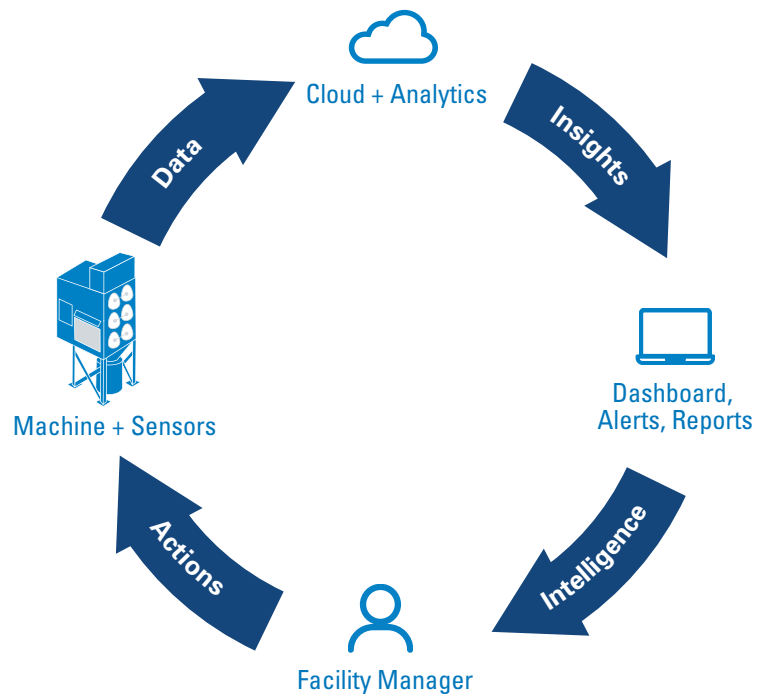 Cloud + Analytics
Data
Insights
Machine + Sensors
Dashboard,
Alerts, Reports
Actions
Intelligence
Facility Manager